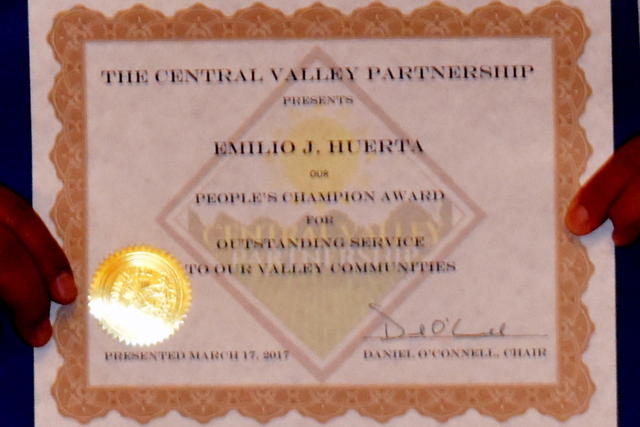 THE CENTRAL VALLEY PARTNERSHIP
PRESENTS
EMILIO J. HUERTA
OUR
PEOPLE'S CHAMPION AWARD
FOR
CENTRAL VALLEY
OUTSTANDING SERVICE
PARTNERSHIP
TO OUR VALLEY COMMUNITIES
PRESENTED MARCH 17, 2017
DANIEL O'CONNELL, CHAIR